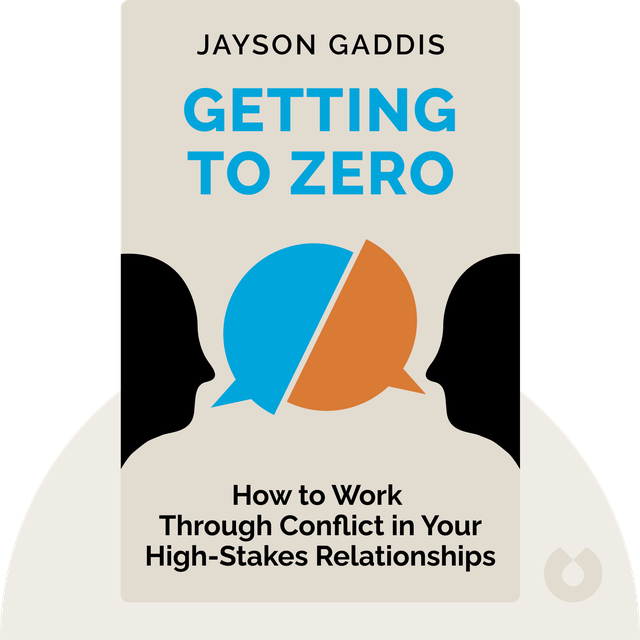 JAYSON GADDIS
GETTING
TO ZERO
How to Work
Through Conflict in Your
High-Stakes Relationships